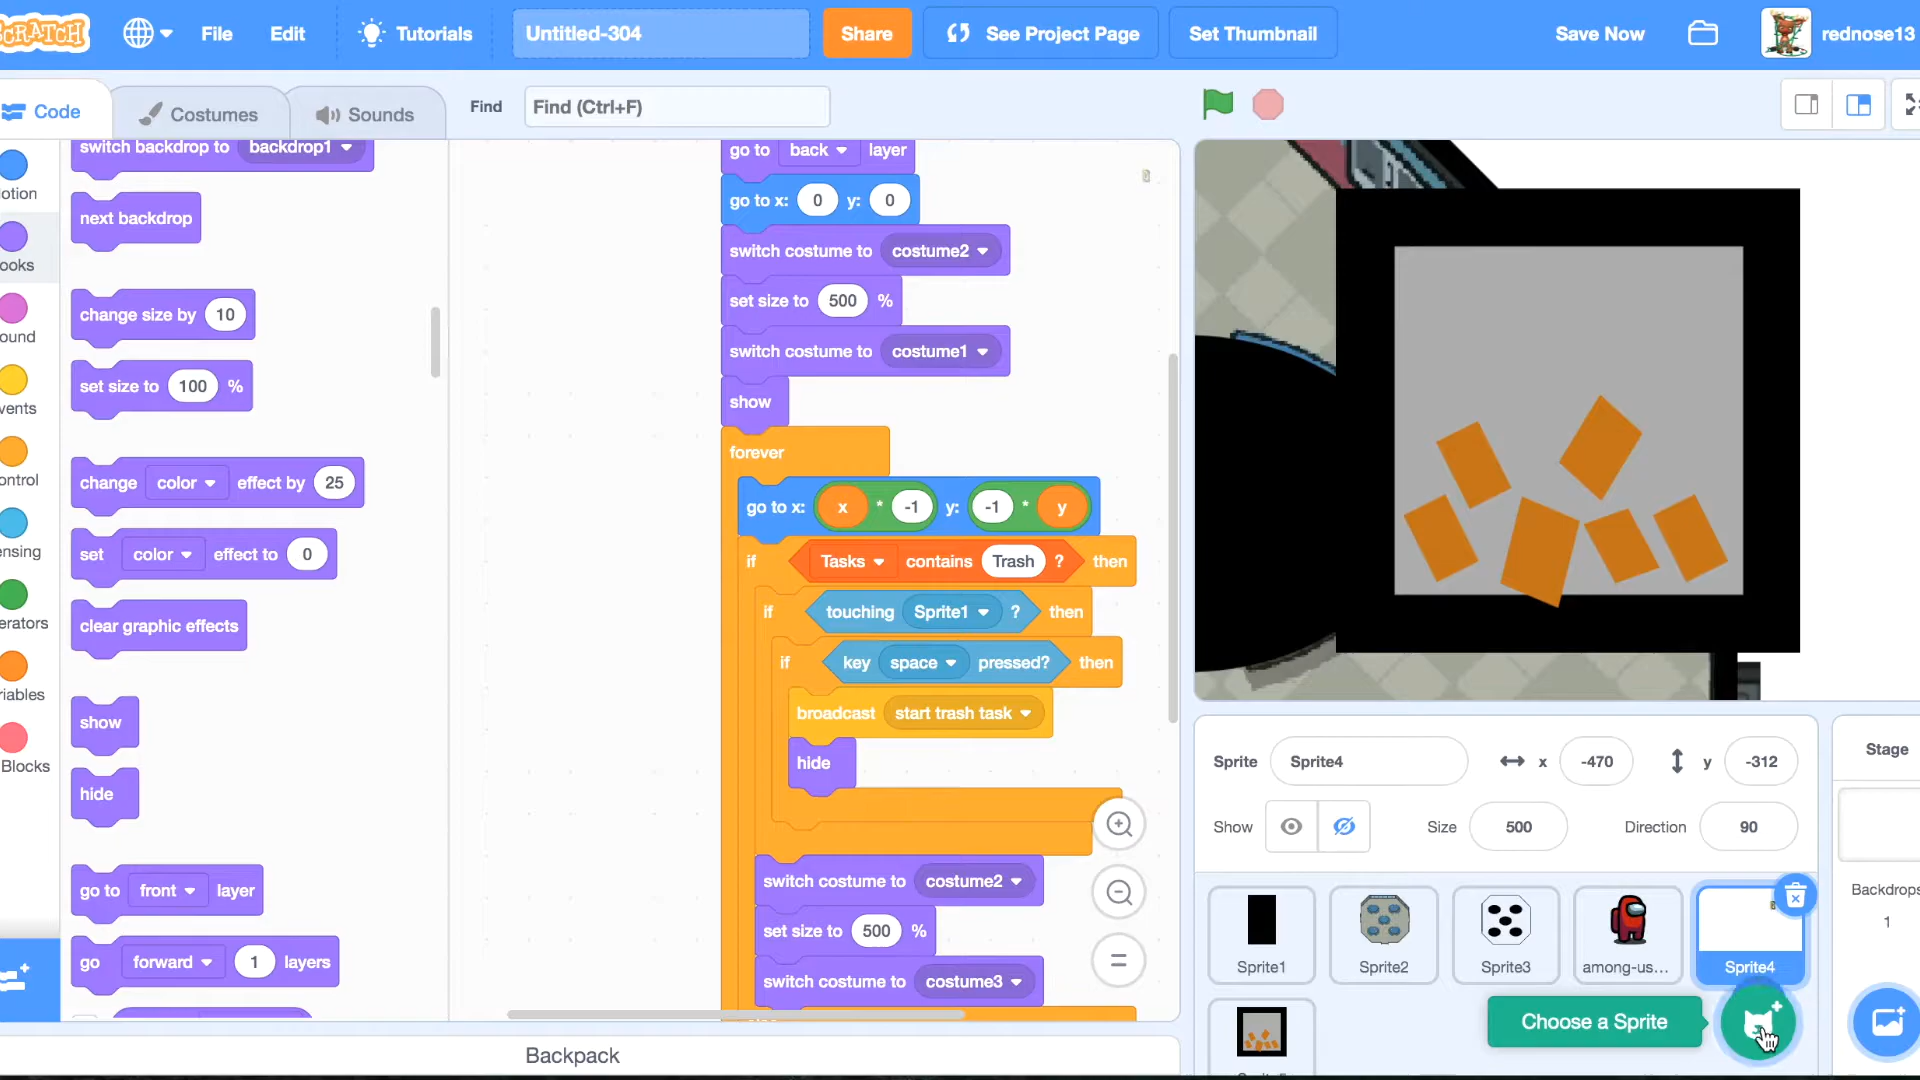 SCRATCH
File
Edit
Tutorials
Untitled-304
Share
See Project Page
Set Thumbnail
Save Now
rednose13
Code
Costumes
Sounds
Find
Find (Ctrl+F)
otion
ooks
ound
vents
ontrol
ensing
erators
riables
Blocks
switch backdrop to backdrop1
next backdrop
change size by 10
set size to 100 %
change color effect by 25
set color effect to 0
clear graphic effects
show
hide
go to front layer
go forward 1 layers
go to back layer
go to x: 0 y: 0
switch costume to costume2
set size to 500 %
switch costume to costume1
show
forever
go to x: x * -1 y: -1 * y
if Tasks contains Trash ? then
if touching Sprite1 ? then
if key space pressed? then
broadcast start trash task
hide
switch costume to costume2
set size to 500 %
switch costume to costume3
Backpack
Sprite Sprite4 x -470 y -312
Show Size 500 Direction 90
Sprite1
Sprite2
Sprite3
among-us...
Sprite4
Choose a Sprite
Stage
Backdrops
1